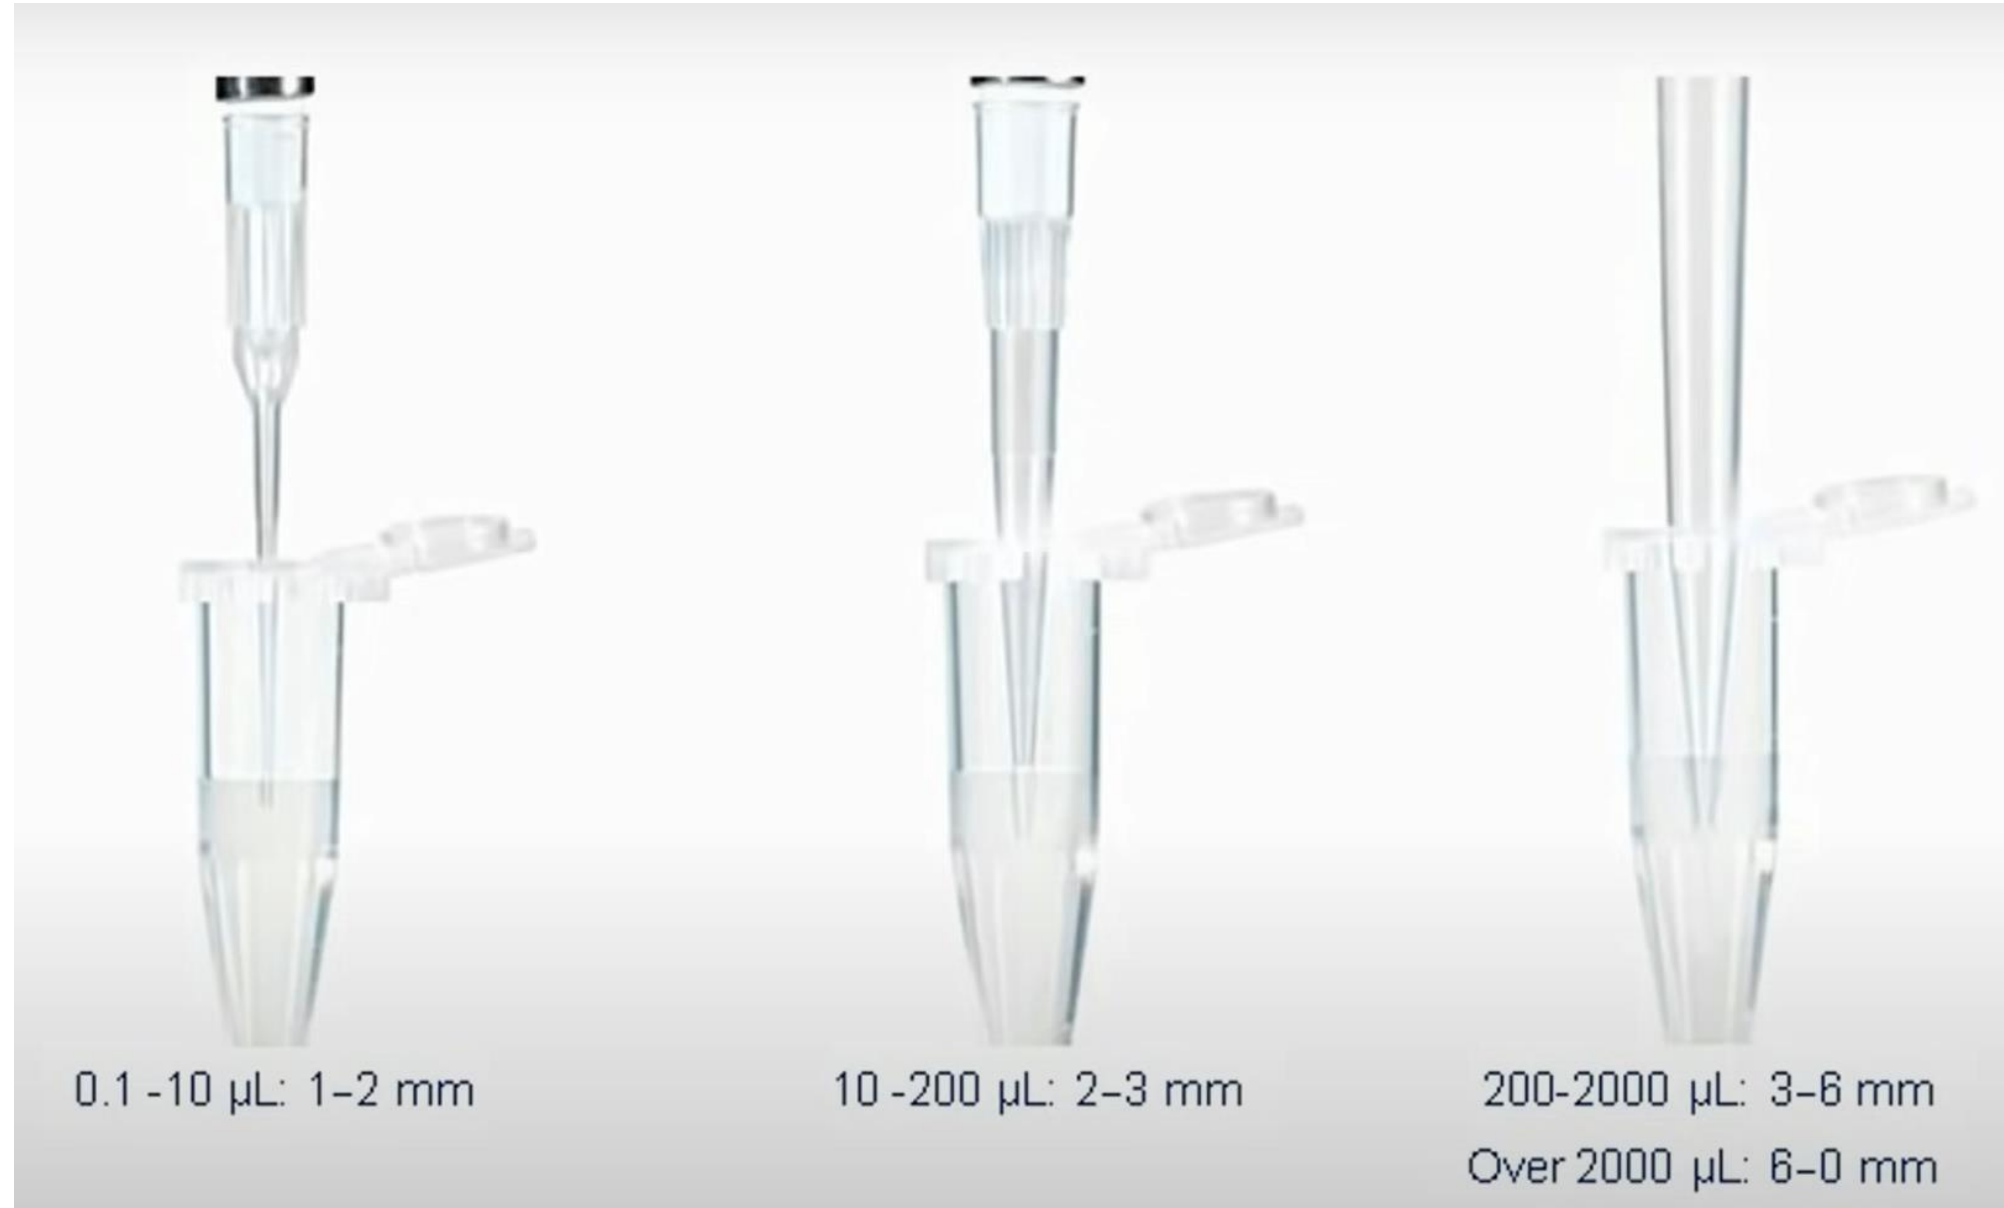 0.1 -10 µL: 1–2 mm
10 -200 µL: 2–3 mm
200-2000 µL: 3–6 mm
Over 2000 µL: 6–0 mm